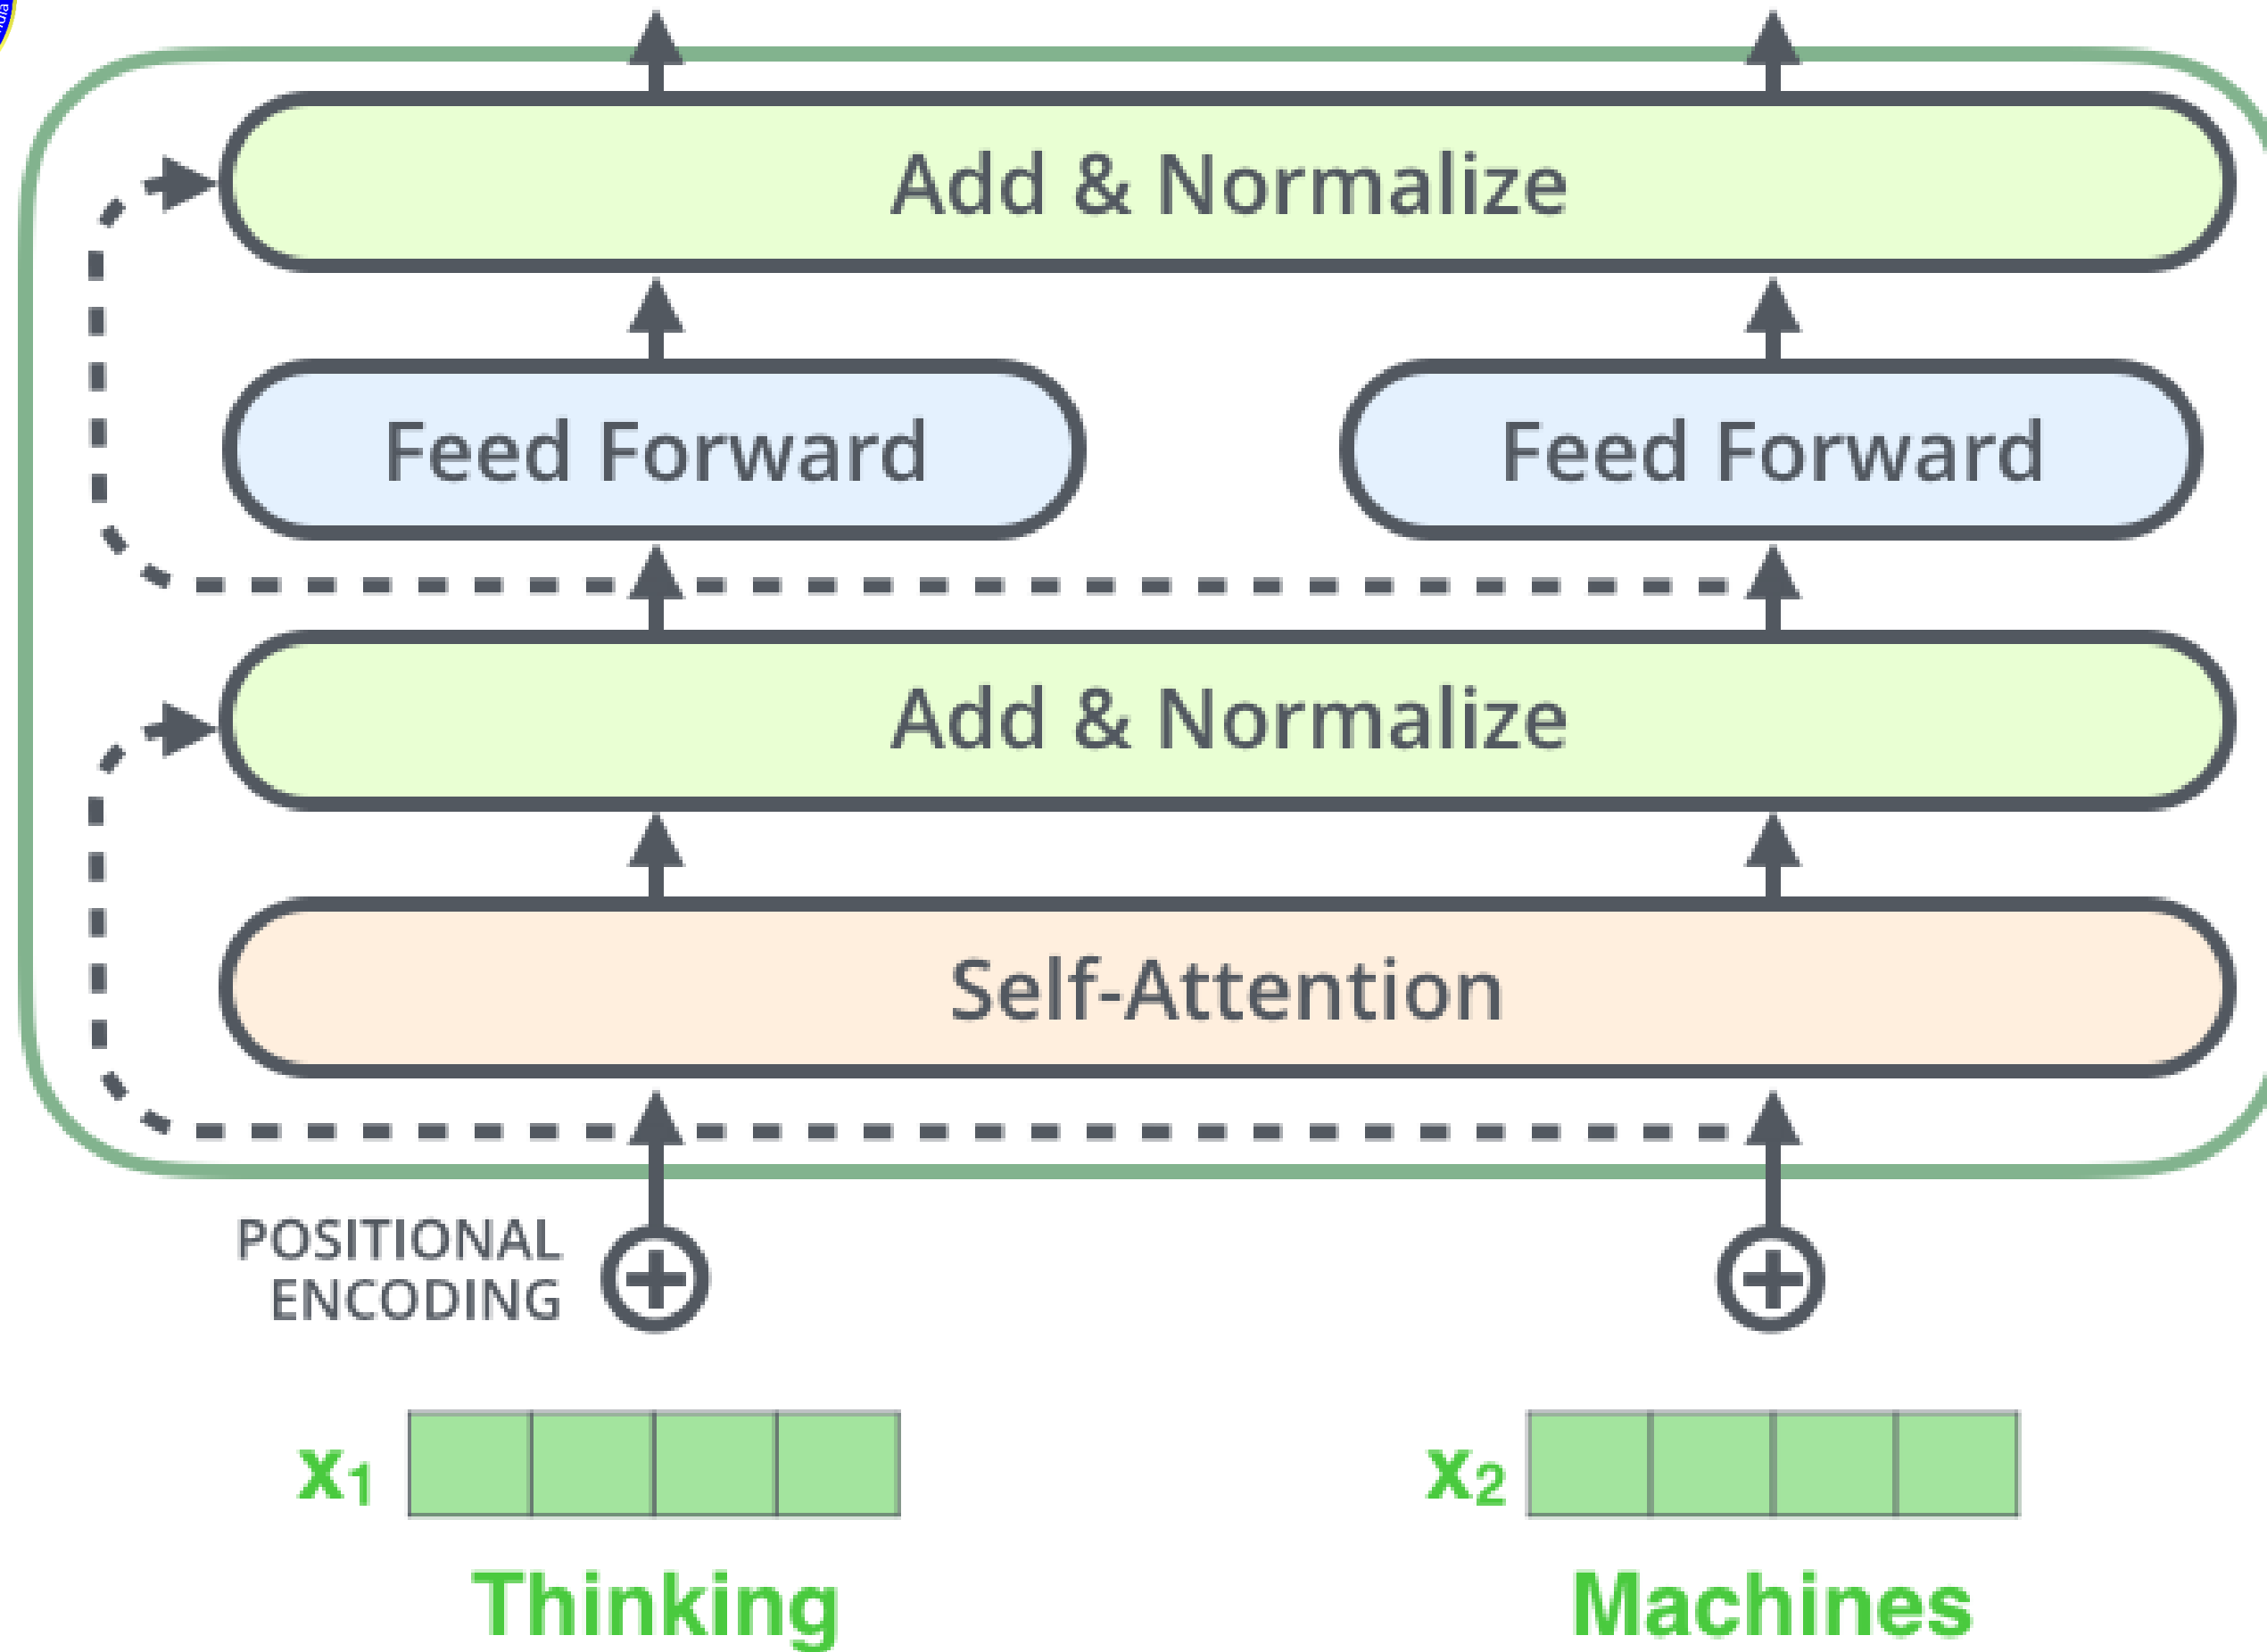 Add & Normalize
Feed Forward Feed Forward
Add & Normalize
Self-Attention
POSITIONAL
ENCODING
x1 x2
Thinking Machines